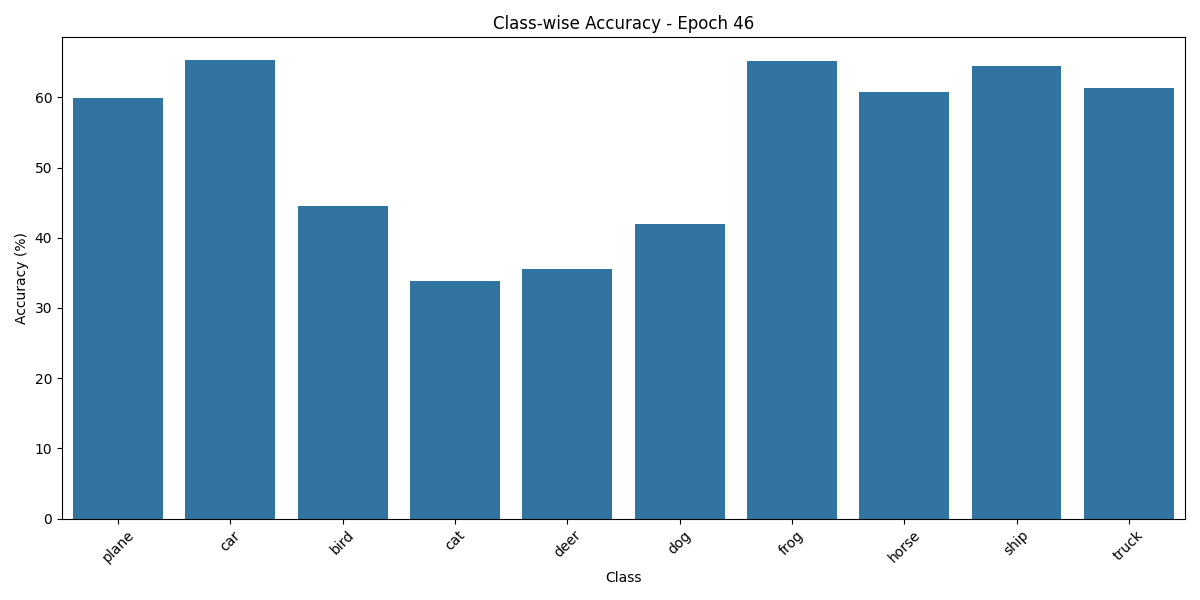 Class-wise Accuracy - Epoch 46
Accuracy (%)
60
50
40
30
20
10
0
plane
car
bird
cat
deer
dog
frog
horse
ship
truck
Class